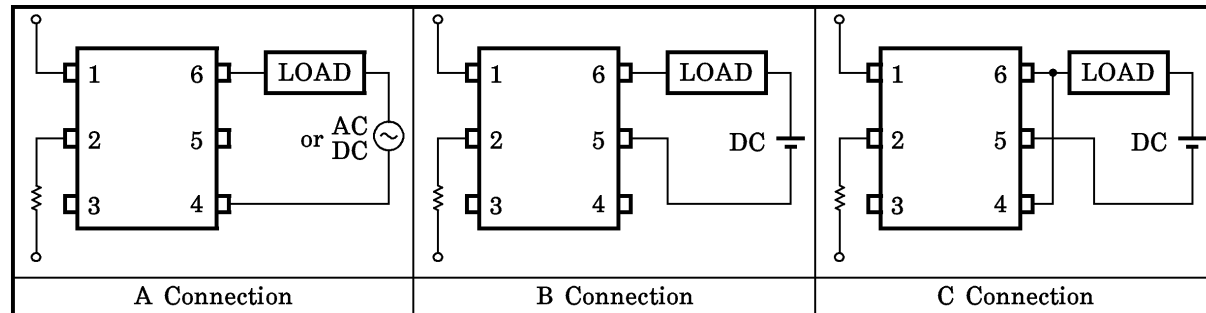 1 6 LOAD
or AC
DC
2 5
3 4
A Connection
1 6 LOAD
2 5 DC
3 4
B Connection
1 6 LOAD
2 5 DC
3 4
C Connection